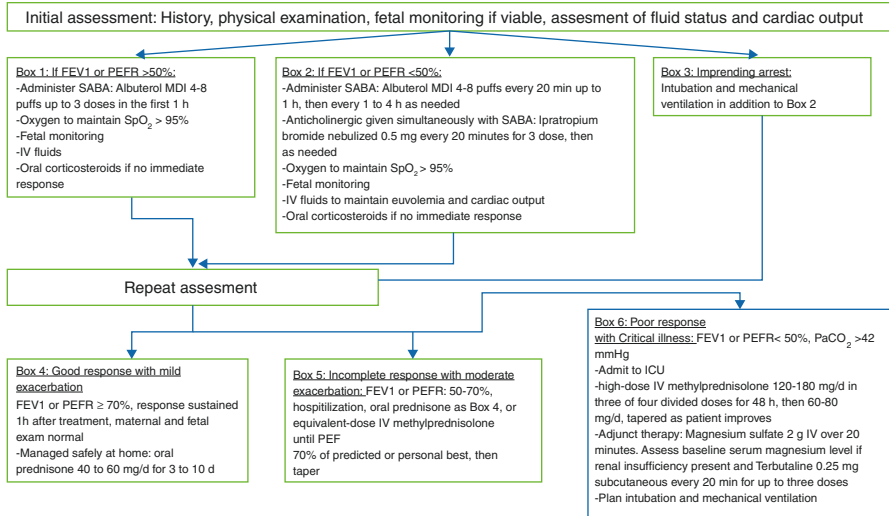 Initial assessment: History, physical examination, fetal monitoring if viable, assesment of fluid status and cardiac output
Box 1: If FEV1 or PEFR >50%:
-Administer SABA: Albuterol MDI 4-8
puffs up to 3 doses in the first 1 h
-Oxygen to maintain SpO2 > 95%
-Fetal monitoring
-IV fluids
-Oral corticosteroids if no immediate
response
Box 2: If FEV1 or PEFR <50%:
-Administer SABA: Albuterol MDI 4-8 puffs every 20 min up to
1 h, then every 1 to 4 h as needed
-Anticholinergic given simultaneously with SABA: Ipratropium
bromide nebulized 0.5 mg every 20 minutes for 3 dose, then
as needed
-Oxygen to maintain SpO2 > 95%
-Fetal monitoring
-IV fluids to maintain euvolemia and cardiac output
-Oral corticosteroids if no immediate response
Box 3: Imprending arrest:
Intubation and mechanical
ventilation in addition to Box 2
Repeat assesment
Box 4: Good response with mild
exacerbation
FEV1 or PEFR ≥ 70%, response sustained
1h after treatment, maternal and fetal
exam normal
-Managed safely at home: oral
prednisone 40 to 60 mg/d for 3 to 10 d
Box 5: Incomplete response with moderate
exacerbation: FEV1 or PEFR: 50-70%,
hospitilization, oral prednisone as Box 4, or
equivalent-dose IV methylprednisolone
until PEF
70% of predicted or personal best, then
taper
Box 6: Poor response
with Critical illness: FEV1 or PEFR< 50%, PaCO2 >42
mmHg
-Admit to ICU
-high-dose IV methylprednisolone 120-180 mg/d in
three of four divided doses for 48 h, then 60-80
mg/d, tapered as patient improves
-Adjunct therapy: Magnesium sulfate 2 g IV over 20
minutes. Assess baseline serum magnesium level if
renal insufficiency present and Terbutaline 0.25 mg
subcutaneous every 20 min for up to three doses
-Plan intubation and mechanical ventilation